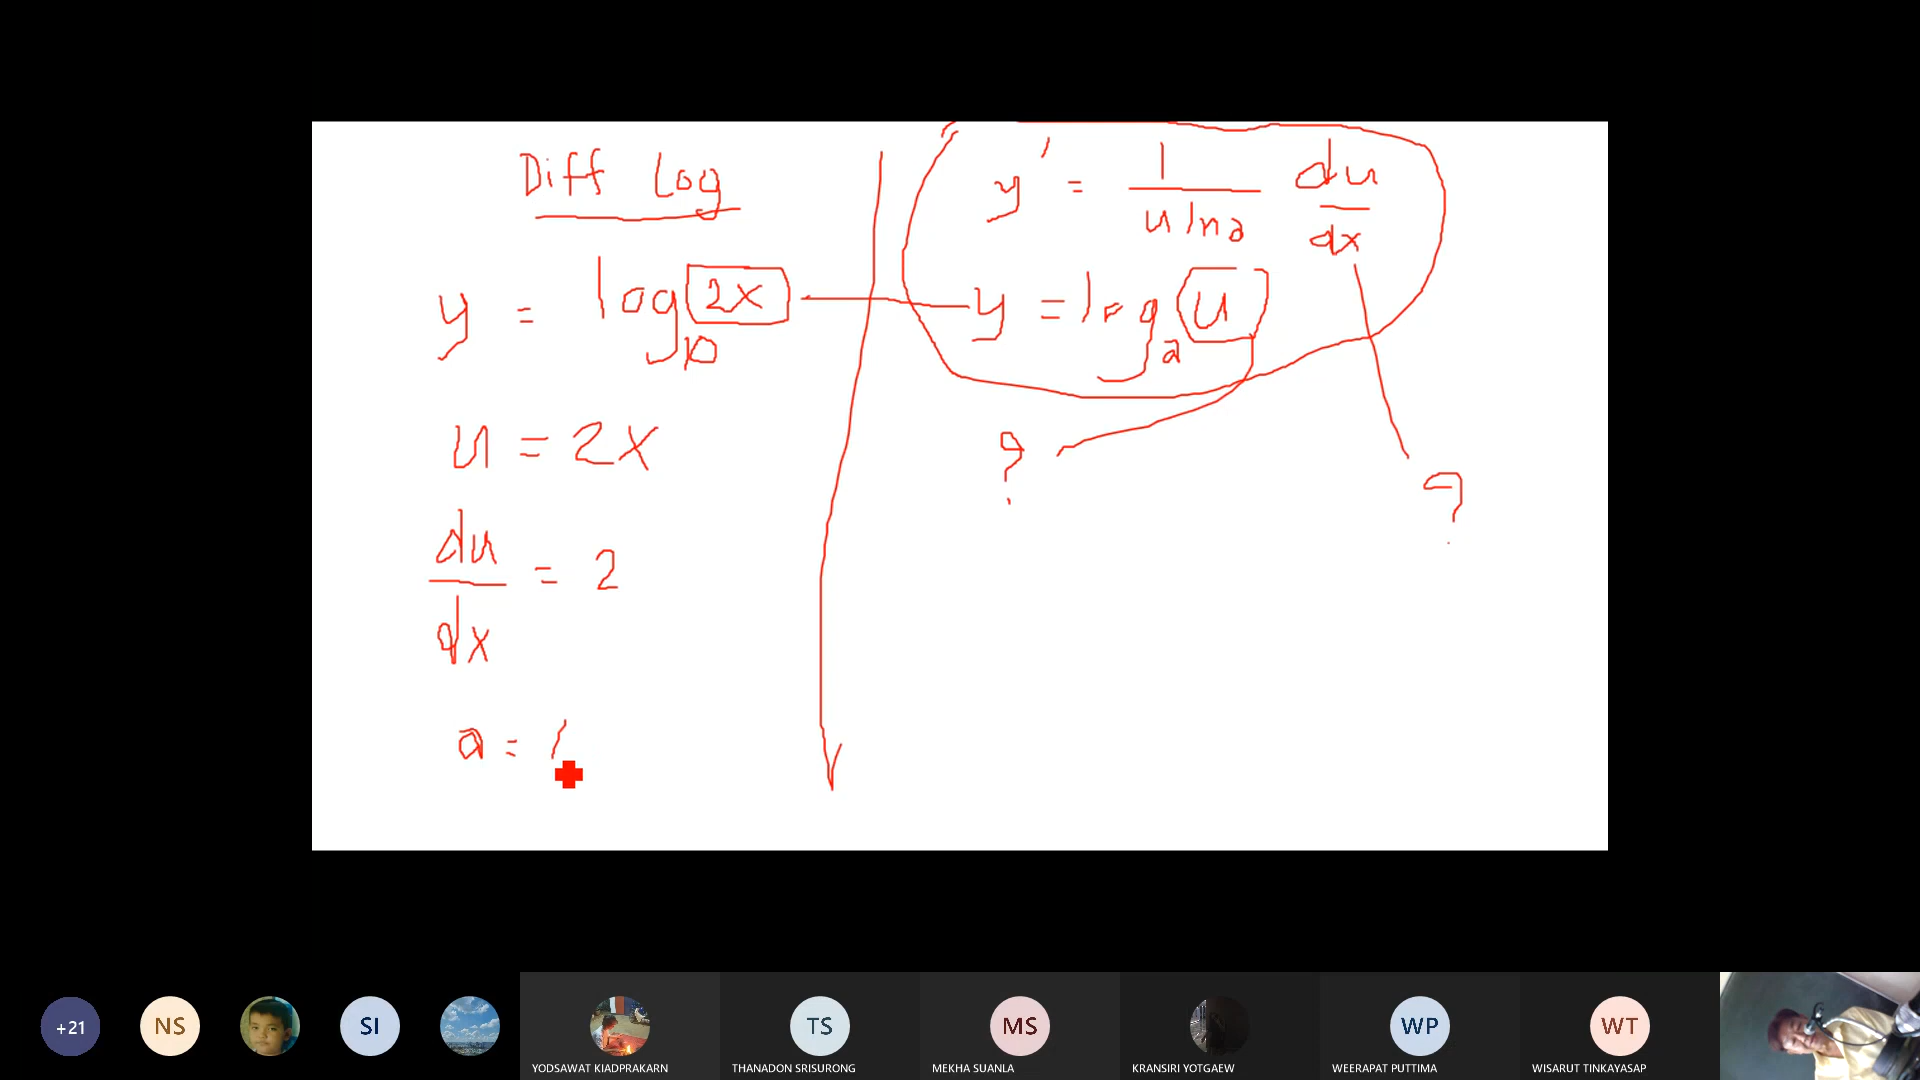 Diff Log
y = log₁₀ 2x
u = 2x
du/dx = 2
a = 1
y' = 1/(u ln a) du/dx
y = logₐ u
?
?
+21
NS
SI
TS
MS
WP
WT
YODSAWAT KIADPRAKARN
THANADON SRISURONG
MEKHA SUANLA
KRANSIRI YOTGAEW
WEERAPAT PUTTIMA
WISARUT TINKAYASAP